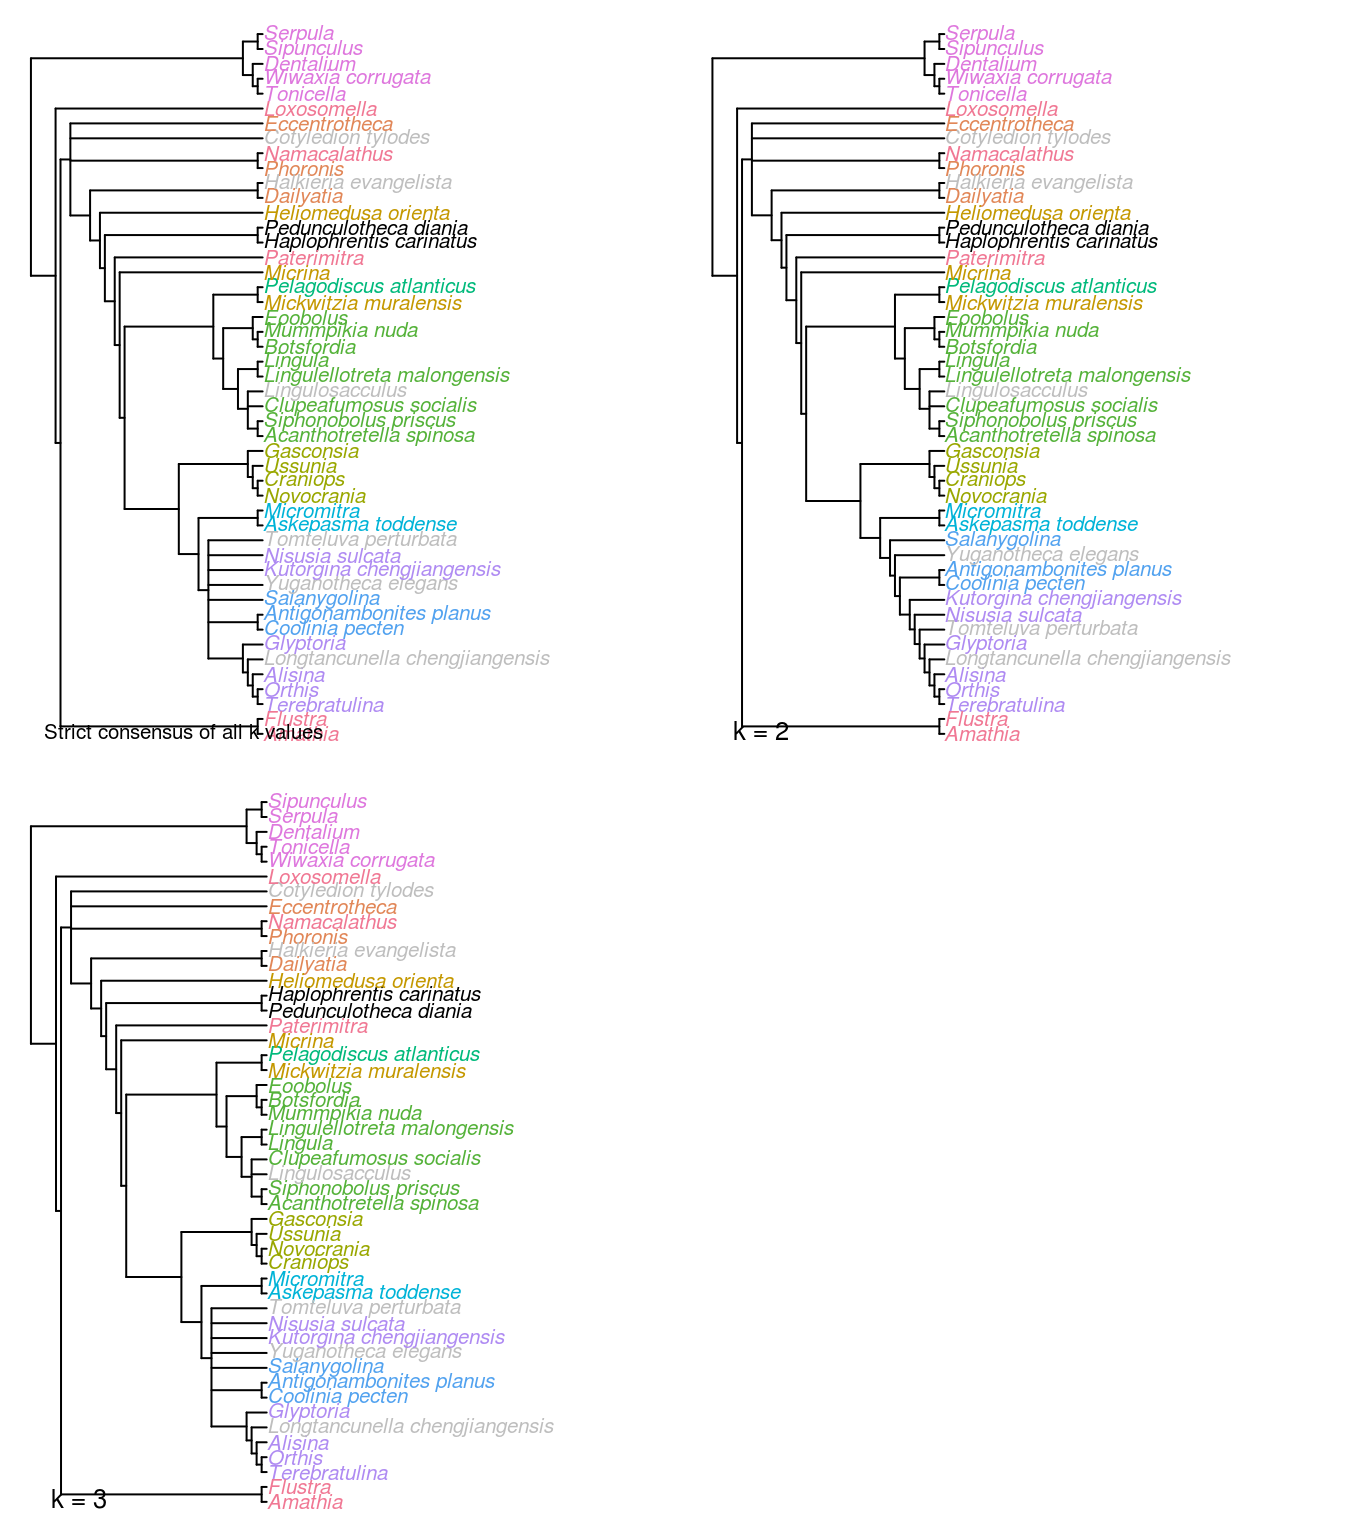 Serpula
Sipunculus
Dentalium
Wiwaxia corrugata
Tonicella
Loxosomella
Eccentrotheca
Cotyledion tylodes
Namacalathus
Phoronis
Halkieria evangelista
Dailyatia
Heliomedusa orienta
Pedunculotheca diania
Haplophrentis carinatus
Paterimitra
Micrina
Pelagodiscus atlanticus
Mickwitzia muralensis
Eoobolus
Mummpikia nuda
Botsfordia
Lingula
Lingulellotreta malongensis
Lingulosacculus
Clupeafumosus socialis
Siphonobolus priscus
Acanthotretella spinosa
Gasconsia
Ussunia
Craniops
Novocrania
Micromitra
Askepasma toddense
Tomteluva perturbata
Nisusia sulcata
Kutorgina chengjiangensis
Yuganotheca elegans
Salanygolina
Antigonambonites planus
Coolinia pecten
Glyptoria
Longtancunella chengjiangensis
Alisina
Orthis
Terebratulina
Flustra
Amathia
Strict consensus of all k values
Serpula
Sipunculus
Dentalium
Wiwaxia corrugata
Tonicella
Loxosomella
Eccentrotheca
Cotyledion tylodes
Namacalathus
Phoronis
Halkieria evangelista
Dailyatia
Heliomedusa orienta
Pedunculotheca diania
Haplophrentis carinatus
Paterimitra
Micrina
Pelagodiscus atlanticus
Mickwitzia muralensis
Eoobolus
Mummpikia nuda
Botsfordia
Lingula
Lingulellotreta malongensis
Lingulosacculus
Clupeafumosus socialis
Siphonobolus priscus
Acanthotretella spinosa
Gasconsia
Ussunia
Craniops
Novocrania
Micromitra
Askepasma toddense
Salanygolina
Yuganotheca elegans
Antigonambonites planus
Coolinia pecten
Kutorgina chengjiangensis
Nisusia sulcata
Tomteluva perturbata
Glyptoria
Longtancunella chengjiangensis
Alisina
Orthis
Terebratulina
Flustra
Amathia
k = 2
Sipunculus
Serpula
Dentalium
Tonicella
Wiwaxia corrugata
Loxosomella
Cotyledion tylodes
Eccentrotheca
Namacalathus
Phoronis
Halkieria evangelista
Dailyatia
Heliomedusa orienta
Haplophrentis carinatus
Pedunculotheca diania
Paterimitra
Micrina
Pelagodiscus atlanticus
Mickwitzia muralensis
Eoobolus
Botsfordia
Mummpikia nuda
Lingulellotreta malongensis
Lingula
Clupeafumosus socialis
Lingulosacculus
Siphonobolus priscus
Acanthotretella spinosa
Gasconsia
Ussunia
Novocrania
Craniops
Micromitra
Askepasma toddense
Tomteluva perturbata
Nisusia sulcata
Kutorgina chengjiangensis
Yuganotheca elegans
Salanygolina
Antigonambonites planus
Coolinia pecten
Glyptoria
Longtancunella chengjiangensis
Alisina
Orthis
Terebratulina
Flustra
Amathia
k = 3